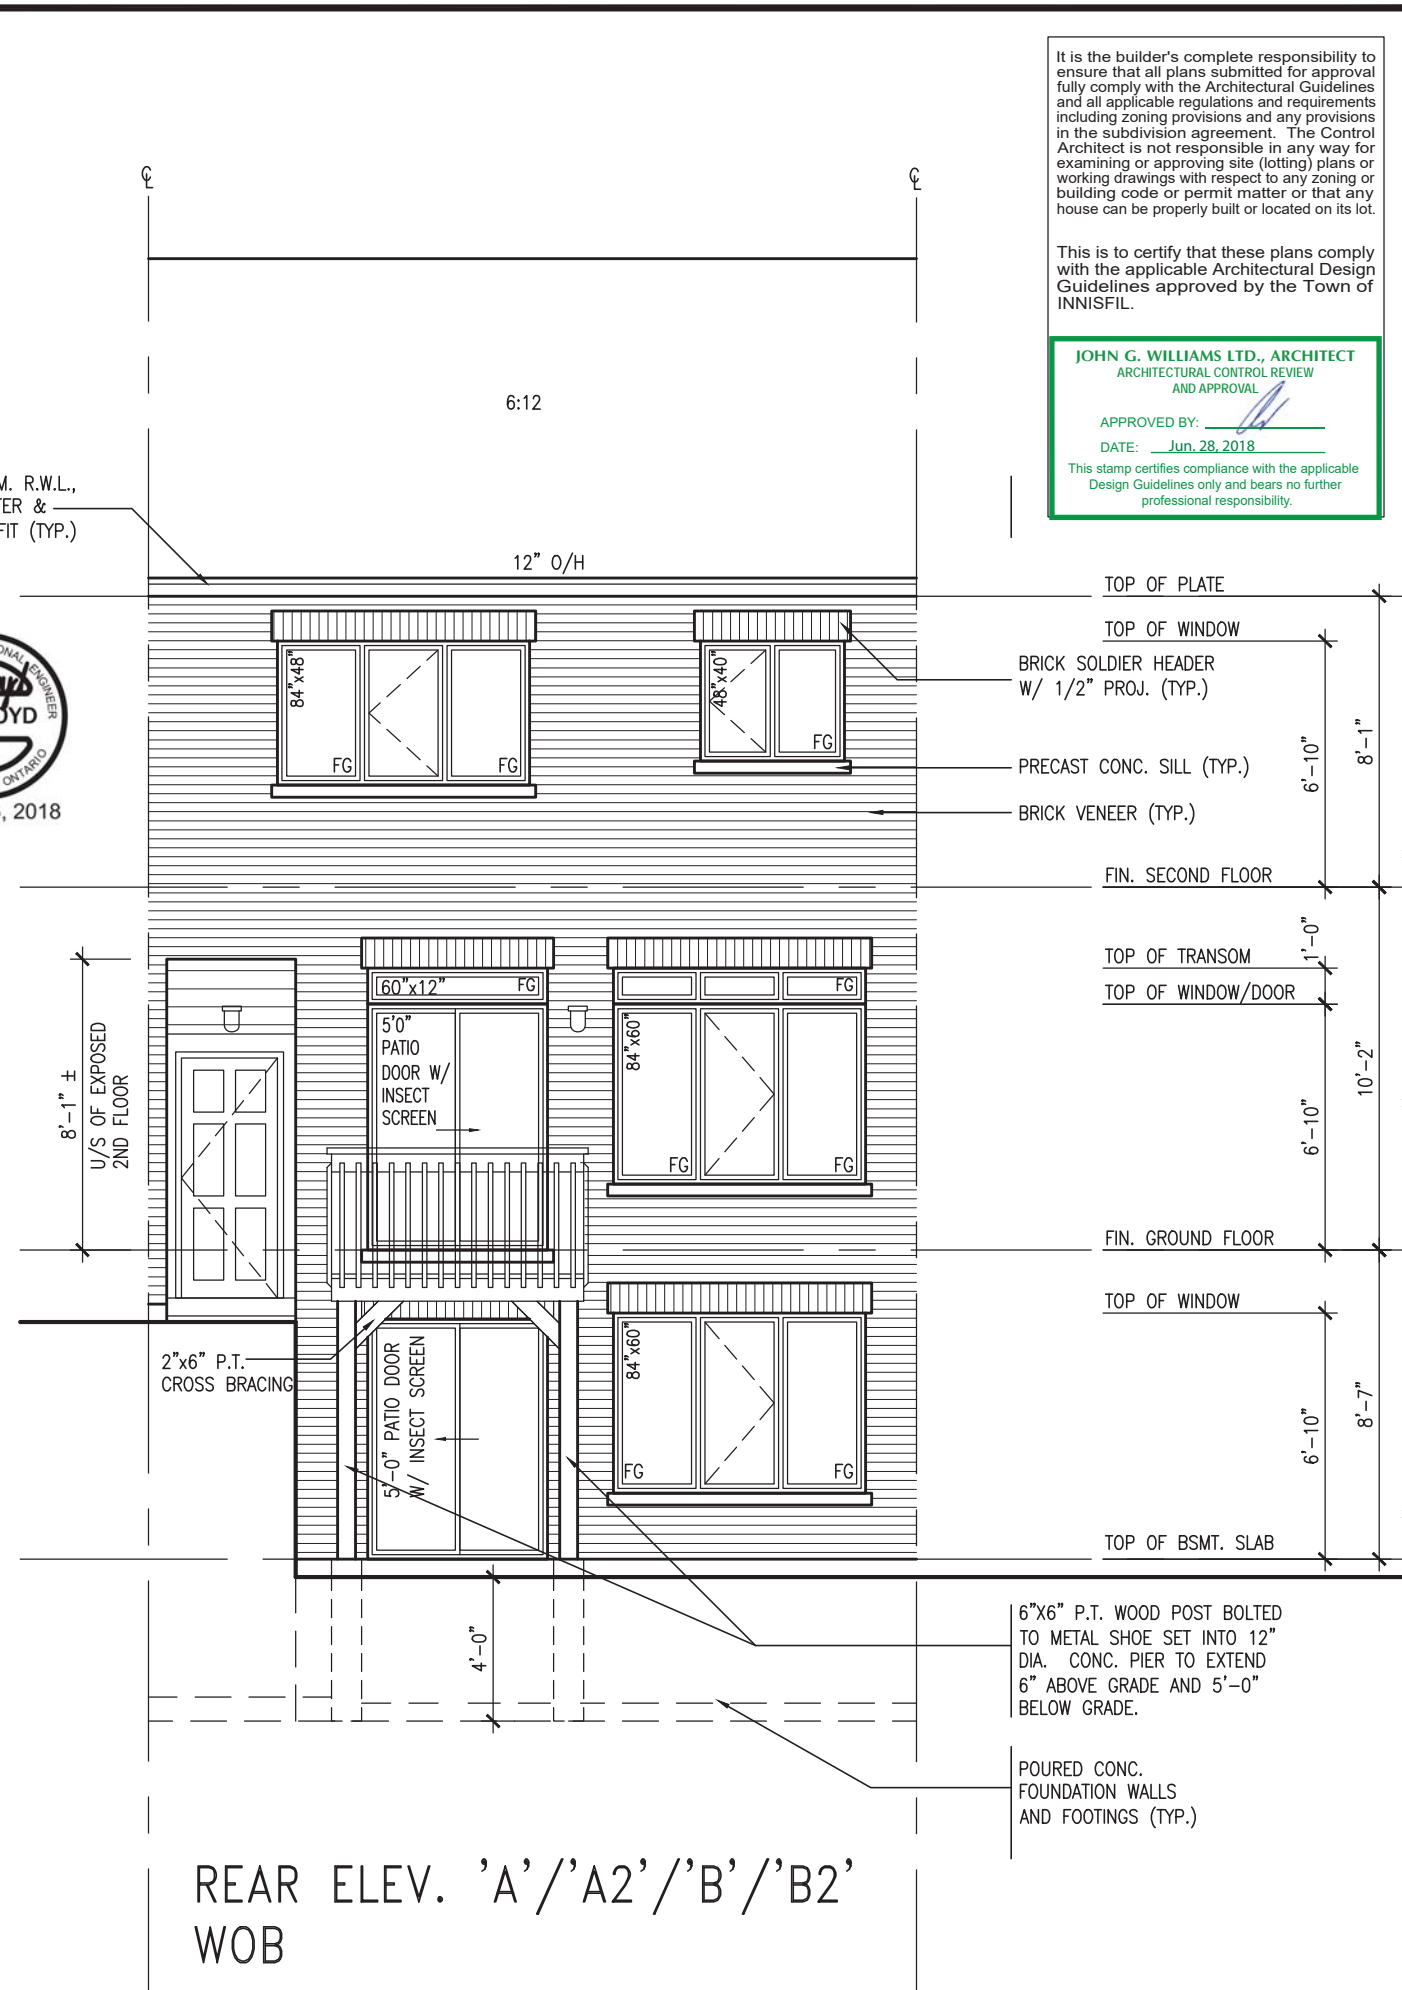 It is the builder's complete responsibility to
ensure that all plans submitted for approval
fully comply with the Architectural Guidelines
and all applicable regulations and requirements
including zoning provisions and any provisions
in the subdivision agreement. The Control
Architect is not responsible in any way for
examining or approving site (lotting) plans or
working drawings with respect to any zoning or
building code or permit matter or that any
house can be properly built or located on its lot.
This is to certify that these plans comply
with the applicable Architectural Design
Guidelines approved by the Town of
INNISFIL.
JOHN G. WILLIAMS LTD., ARCHITECT
ARCHITECTURAL CONTROL REVIEW
AND APPROVAL
APPROVED BY:
DATE: Jun. 28, 2018
This stamp certifies compliance with the applicable
Design Guidelines only and bears no further
professional responsibility.
℄
℄
6:12
M. R.W.L.,
TER &
FIT (TYP.)
12" O/H
ENGINEER
OYD
ONTARIO
, 2018
84"x48"
FG
FG
48"x40"
FG
TOP OF PLATE
TOP OF WINDOW
BRICK SOLDIER HEADER
W/ 1/2" PROJ. (TYP.)
PRECAST CONC. SILL (TYP.)
BRICK VENEER (TYP.)
6'-10"
8'-1"
FIN. SECOND FLOOR
1'-0"
TOP OF TRANSOM
TOP OF WINDOW/DOOR
10'-2"
6'-10"
8'-1" ±
U/S OF EXPOSED
2ND FLOOR
60"x12"
FG
5'0"
PATIO
DOOR W/
INSECT
SCREEN
FG
84"x60"
FG
FG
FIN. GROUND FLOOR
TOP OF WINDOW
2"x6" P.T.
CROSS BRACING
5'-0" PATIO DOOR
W/ INSECT SCREEN
84"x60"
FG
FG
6'-10"
8'-7"
TOP OF BSMT. SLAB
4'-0"
6"X6" P.T. WOOD POST BOLTED
TO METAL SHOE SET INTO 12"
DIA. CONC. PIER TO EXTEND
6" ABOVE GRADE AND 5'-0"
BELOW GRADE.
POURED CONC.
FOUNDATION WALLS
AND FOOTINGS (TYP.)
REAR ELEV. 'A'/'A2'/'B'/'B2'
WOB